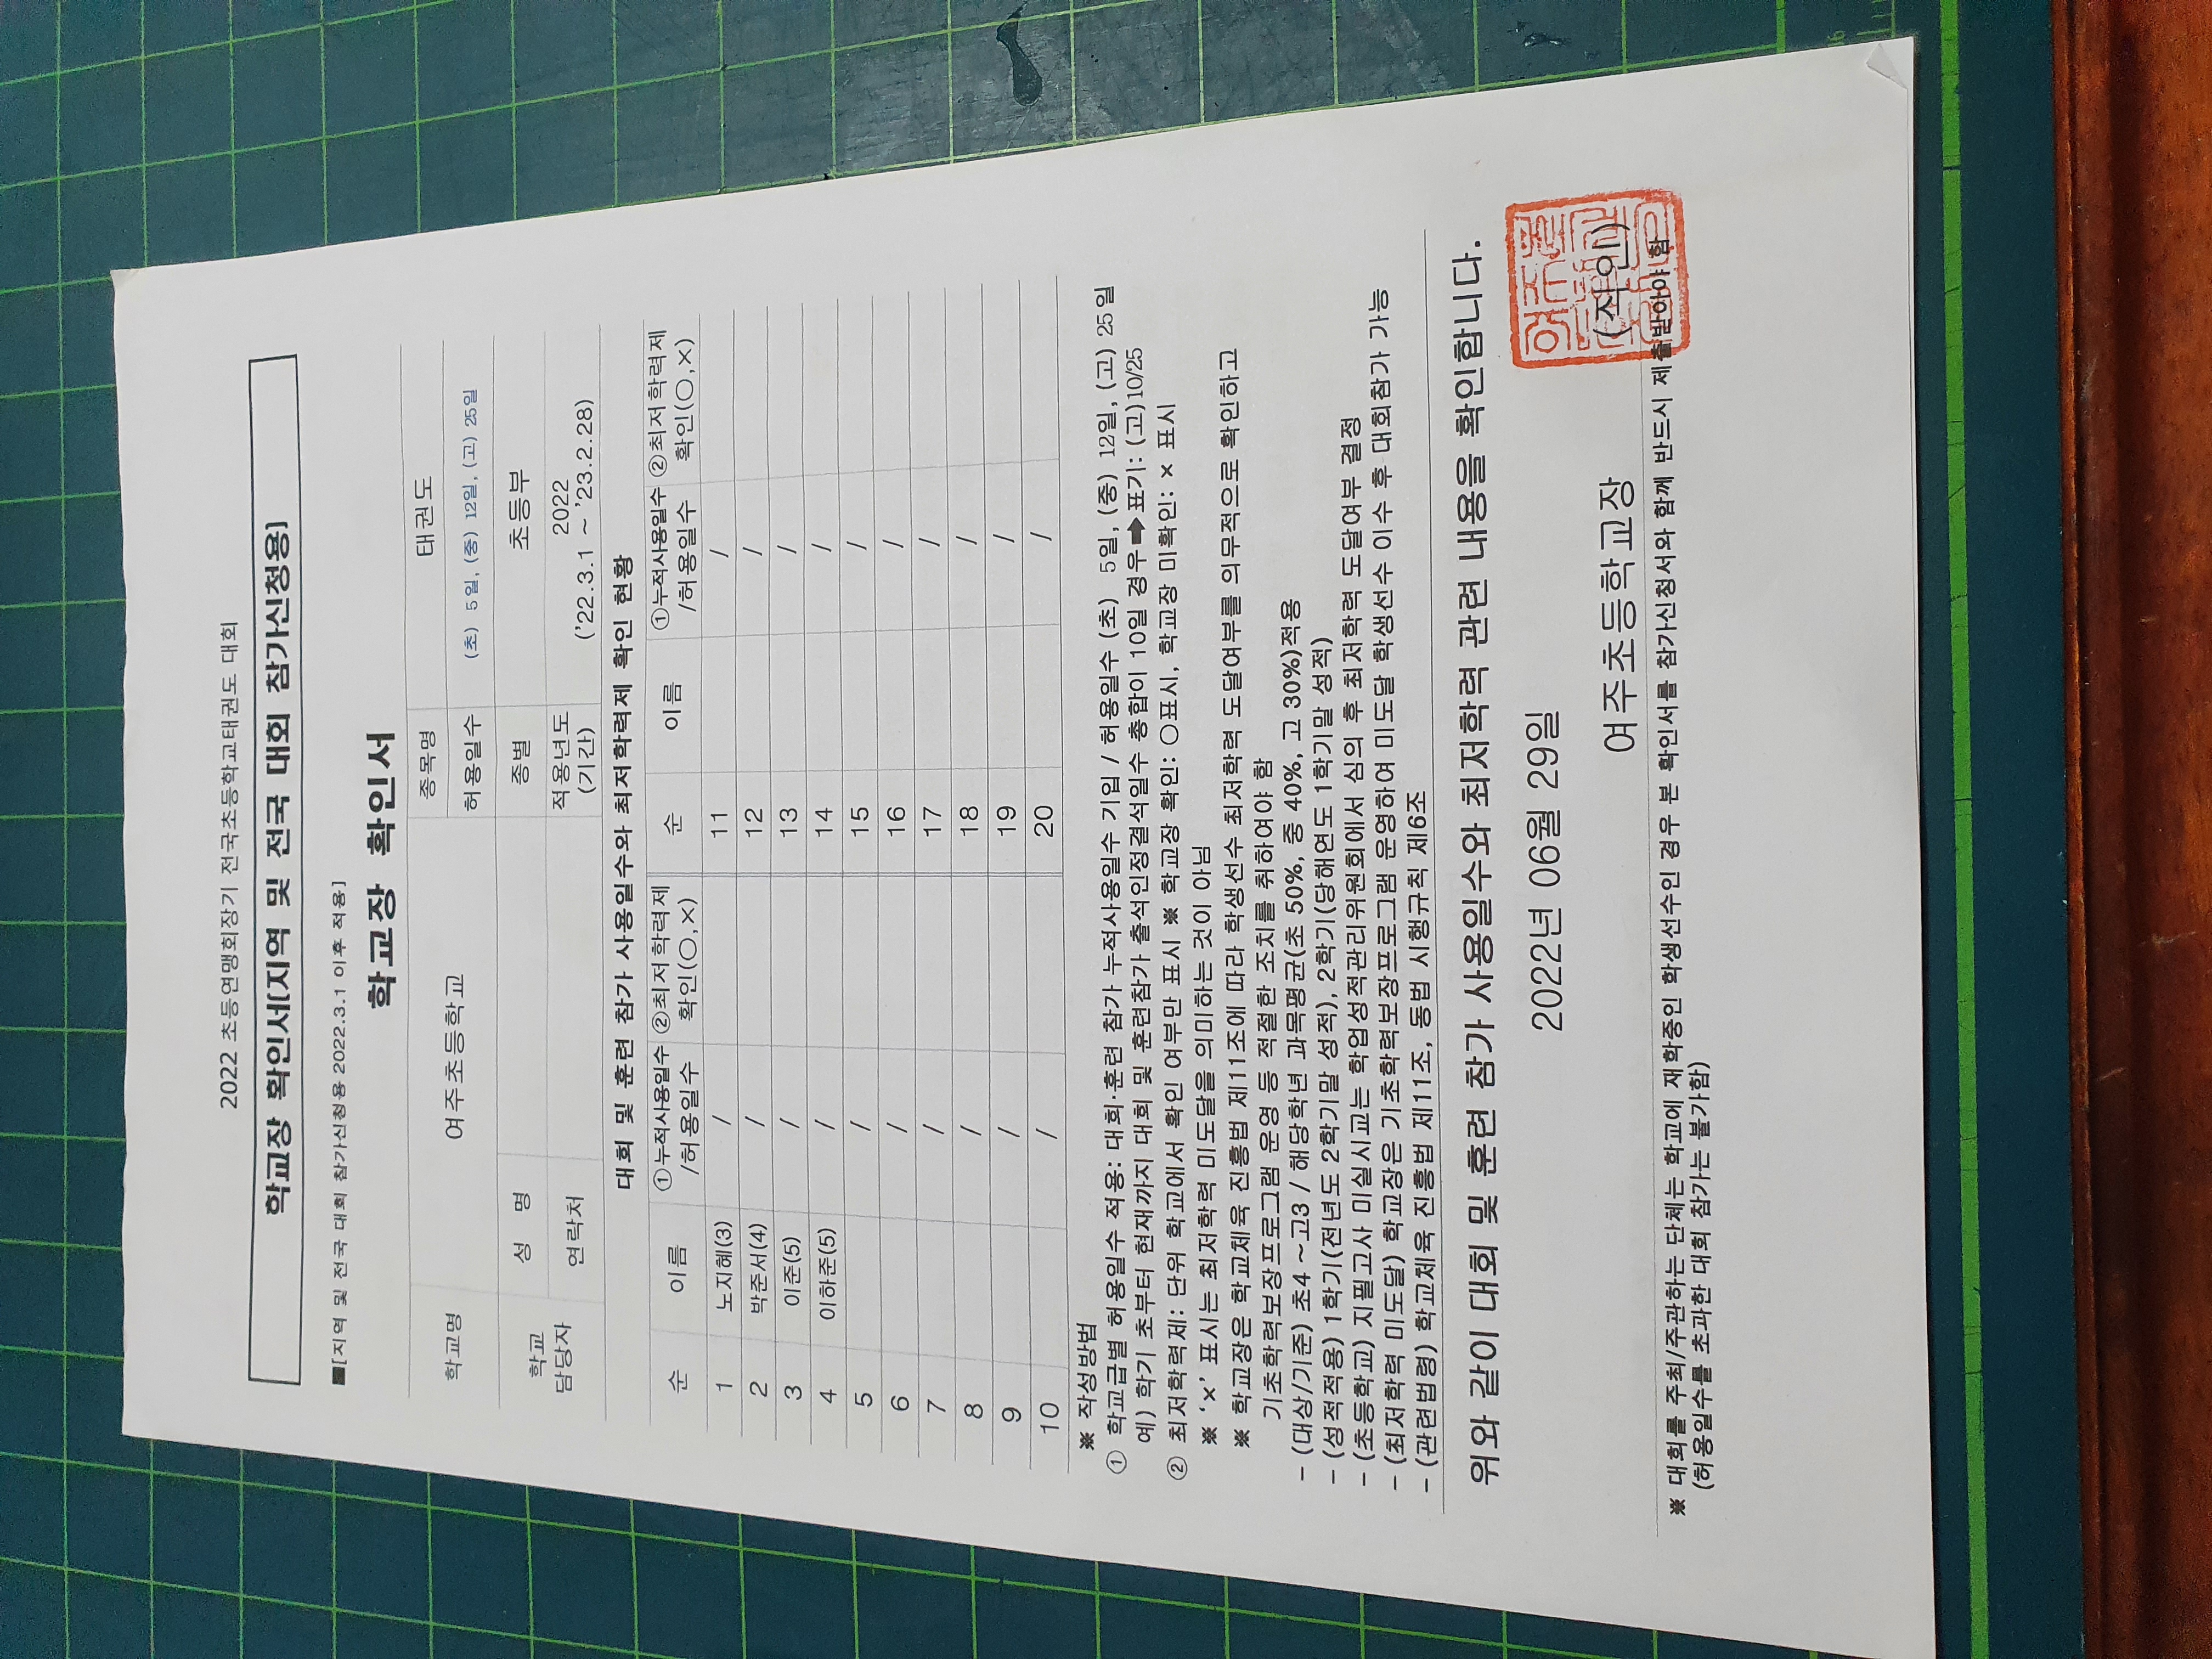 2022 초등연맹회장기 전국초등학교태권도 대회
학교장 확인서[지역 및 전국 대회 참가신청용]
■[지역 및 전국 대회 참가신청용 2022.3.1 이후 적용]
학교장 확인서
학교명 여주초등학교 종목명 태권도
허용일수 (초) 5일, (중) 12일, (고) 25일
학교 담당자 성 명 종별 초등부
연락처 적용년도 (기간) 2022 ('22.3.1 ~ '23.2.28)
대회 및 훈련 참가 사용일수와 최저학력제 확인 현황
순 이름 ①누적사용일수 /허용일수 ②최저학력제 확인(○,×) 순 이름 ①누적사용일수 /허용일수 ②최저학력제 확인(○,×)
1 노지혜(3) / 11 /
2 박준서(4) / 12 /
3 이준(5) / 13 /
4 이하준(5) / 14 /
5 / 15 /
6 / 16 /
7 / 17 /
8 / 18 /
9 / 19 /
10 / 20 /
※ 작성방법
① 학교급별 허용일수 적용: 대회·훈련 참가 누적사용일수 기입 / 허용일수 (초) 5일, (중) 12일, (고) 25일
예) 학기 초부터 현재까지 대회 및 훈련참가 출석인정결석일수 총합이 10일 경우➡표기: (고)10/25
② 최저학력제: 단위 학교에서 확인 여부만 표시 ※ 학교장 확인: ○표시, 학교장 미확인: × 표시
※ '×' 표시는 최저학력 미도달을 의미하는 것이 아님
※ 학교장은 학교체육 진흥법 제11조에 따라 학생선수 최저학력 도달여부를 의무적으로 확인하고
기초학력보장프로그램 운영 등 적절한 조치를 취하여야 함
- (대상/기준) 초4~고3 / 해당학년 과목평균(초 50%, 중 40%, 고 30%)적용
- (성적적용) 1학기(전년도 2학기말 성적), 2학기(당해연도 1학기말 성적)
- (초등학교) 지필고사 미실시교는 학업성적관리위원회에서 심의 후 최저학력 도달여부 결정
- (최저학력 미도달) 학교장은 기초학력보장프로그램 운영하여 미도달 학생선수 이수 후 대회참가 가능
- (관련법령) 학교체육 진흥법 제11조, 동법 시행규칙 제6조
위와 같이 대회 및 훈련 참가 사용일수와 최저학력 관련 내용을 확인합니다.
2022년 06월 29일
여주초등학교장 (직인)
※ 대회를 주최/주관하는 단체는 학교에 재학중인 학생선수인 경우 본 확인서를 참가신청서와 함께 반드시 제출받아야 함
(허용일수를 초과한 대회 참가는 불가함)